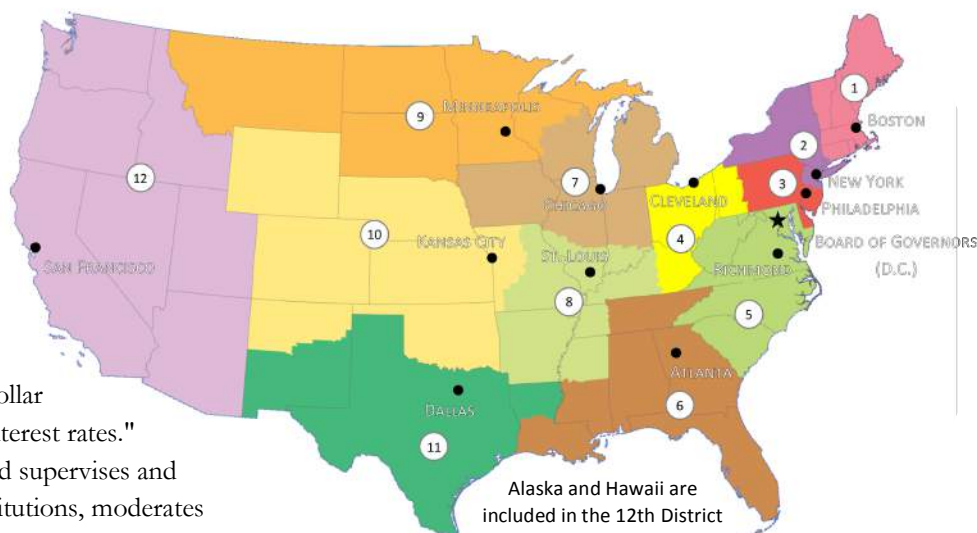 1
BOSTON
2
NEW YORK
3
PHILADELPHIA
BOARD OF GOVERNORS
(D.C.)
9
MINNEAPOLIS
7
CHICAGO
CLEVELAND
4
12
SAN FRANCISCO
10
KANSAS CITY
ST. LOUIS
8
RICHMOND
5
ATLANTA
6
DALLAS
11
ollar
terest rates."
d supervises and
titutions, moderates
Alaska and Hawaii are
included in the 12th District